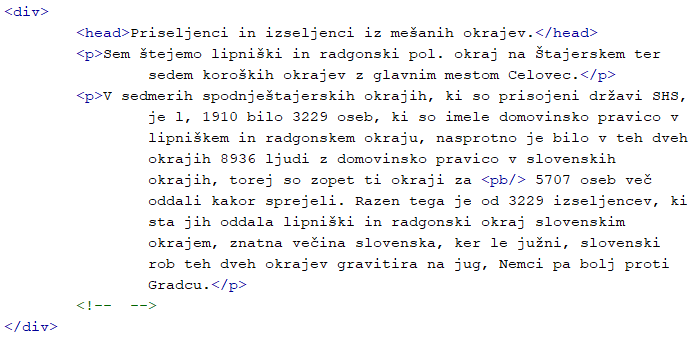 <div>
<head>Priseljenci in izseljenci iz mešanih okrajev.</head>
<p>Sem štejemo lipniški in radgonski pol. okraj na Štajerskem ter
sedem koroških okrajev z glavnim mestom Celovec.</p>
<p>V sedmerih spodnještajerskih okrajih, ki so prisojeni državi SHS,
je l, 1910 bilo 3229 oseb, ki so imele domovinsko pravico v
lipniškem in radgonskem okraju, nasprotno je bilo v teh dveh
okrajih 8936 ljudi z domovinsko pravico v slovenskih
okrajih, torej so zopet ti okraji za <pb/> 5707 oseb več
oddali kakor sprejeli. Razen tega je od 3229 izseljencev, ki
sta jih oddala lipniški in radgonski okraj slovenskim
okrajem, znatna večina slovenska, ker le južni, slovenski
rob teh dveh okrajev gravitira na jug, Nemci pa bolj proti
Gradcu.</p>
<!--  -->
</div>